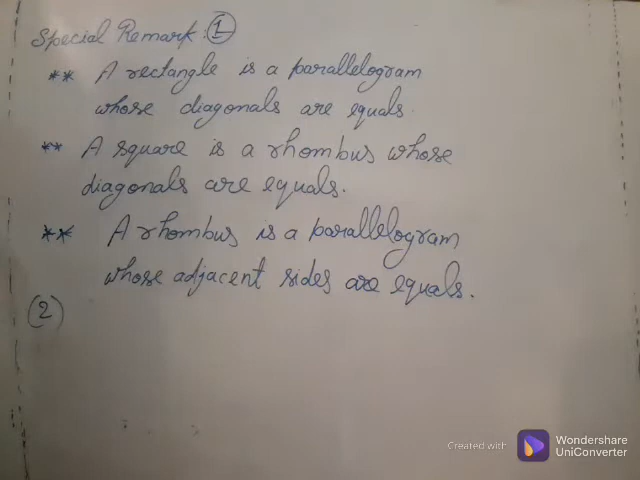 Special Remark : (1)
** A rectangle is a parallelogram
whose diagonals are equals.
** A square is a rhombus whose
diagonals are equals.
** A rhombus is a parallelogram
whose adjacent sides are equals.
(2)
Created with Wondershare
UniConverter